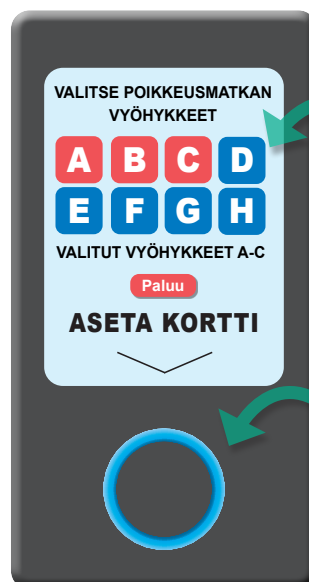 VALITSE POIKKEUSMATKAN
VYÖHYKKEET
A B C D
E F G H
VALITUT VYÖHYKKEET A-C
Paluu
ASETA KORTTI